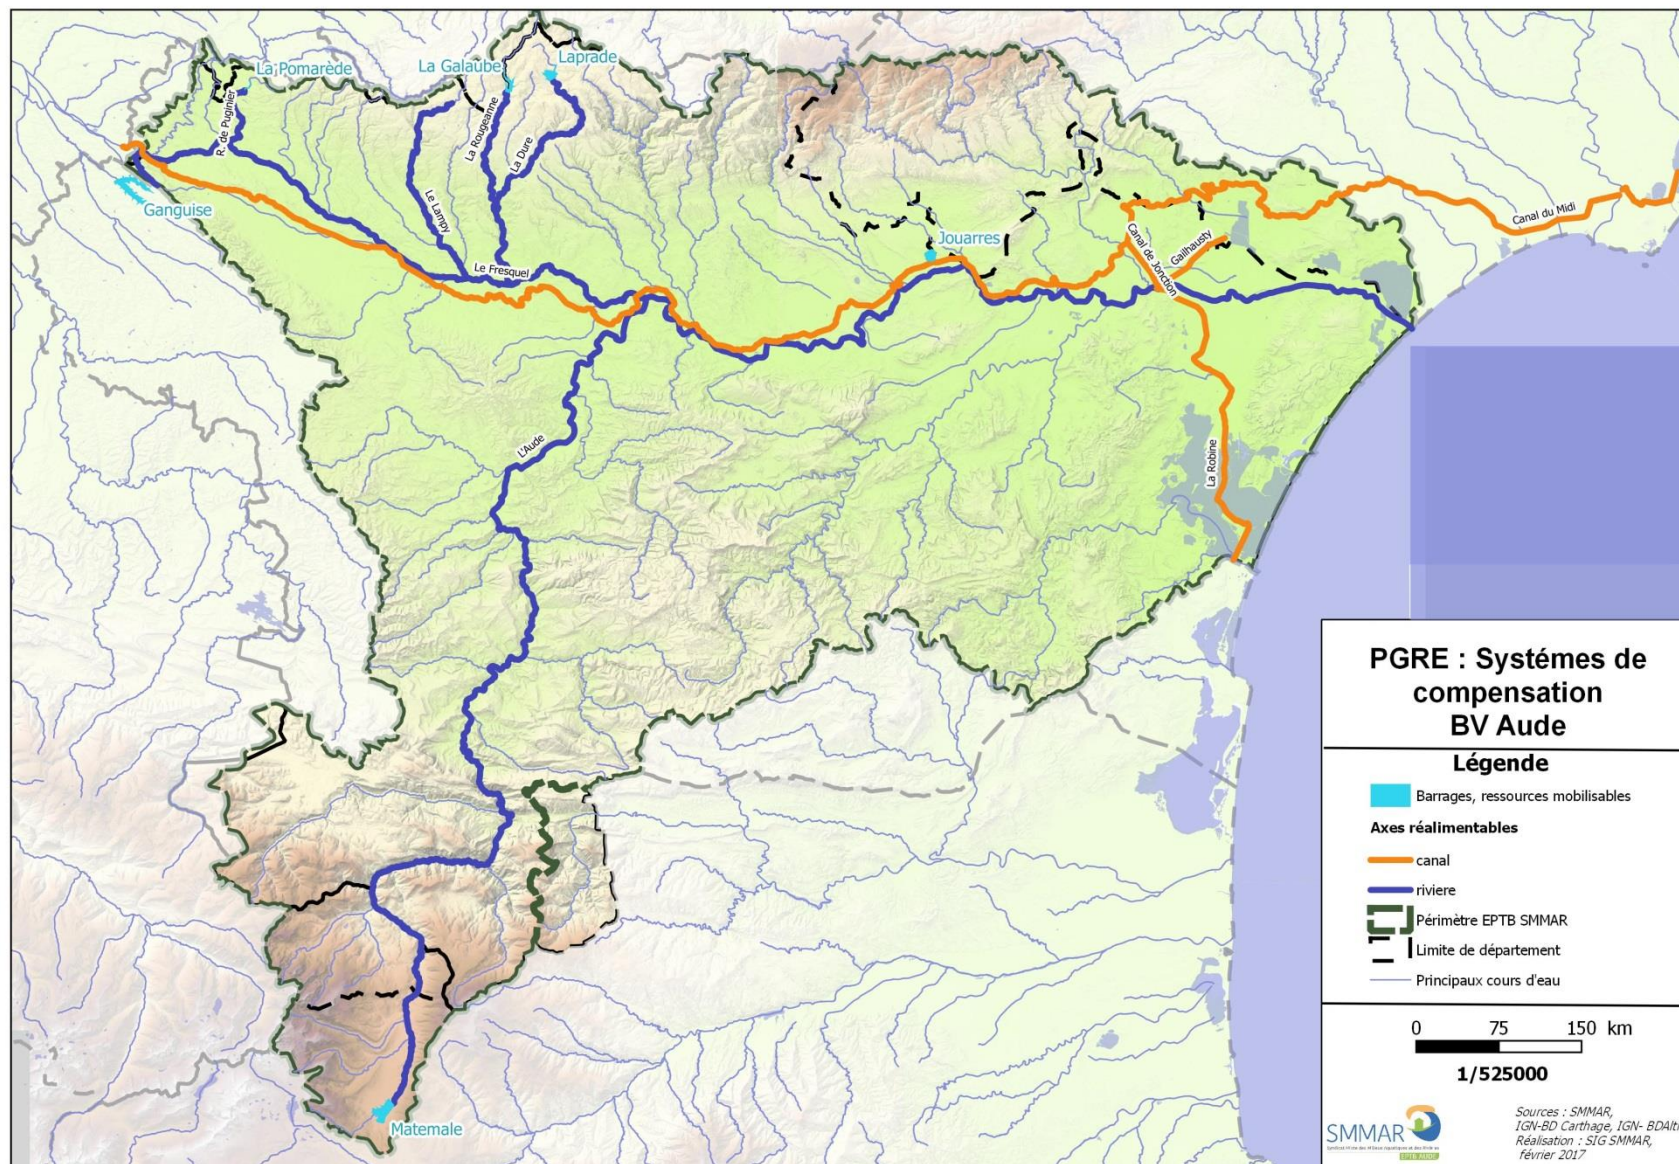 La Pomarède
La Galaube
Laprade
R. de Puginier
La Rougeanne
La Dure
Le Lampy
Ganguise
Le Fresquel
Jouarres
Canal du Midi
Canal de Jonction
Gailhausty
L'Aude
La Robine
Matemale
PGRE : Systémes de
compensation
BV Aude
Légende
Barrages, ressources mobilisables
Axes réalimentables
canal
riviere
Périmètre EPTB SMMAR
Limite de département
Principaux cours d'eau
0 75 150 km
1/525000
SMMAR
EPTB AUDE
Sources : SMMAR,
IGN-BD Carthage, IGN- BDAlti
Réalisation : SIG SMMAR,
février 2017